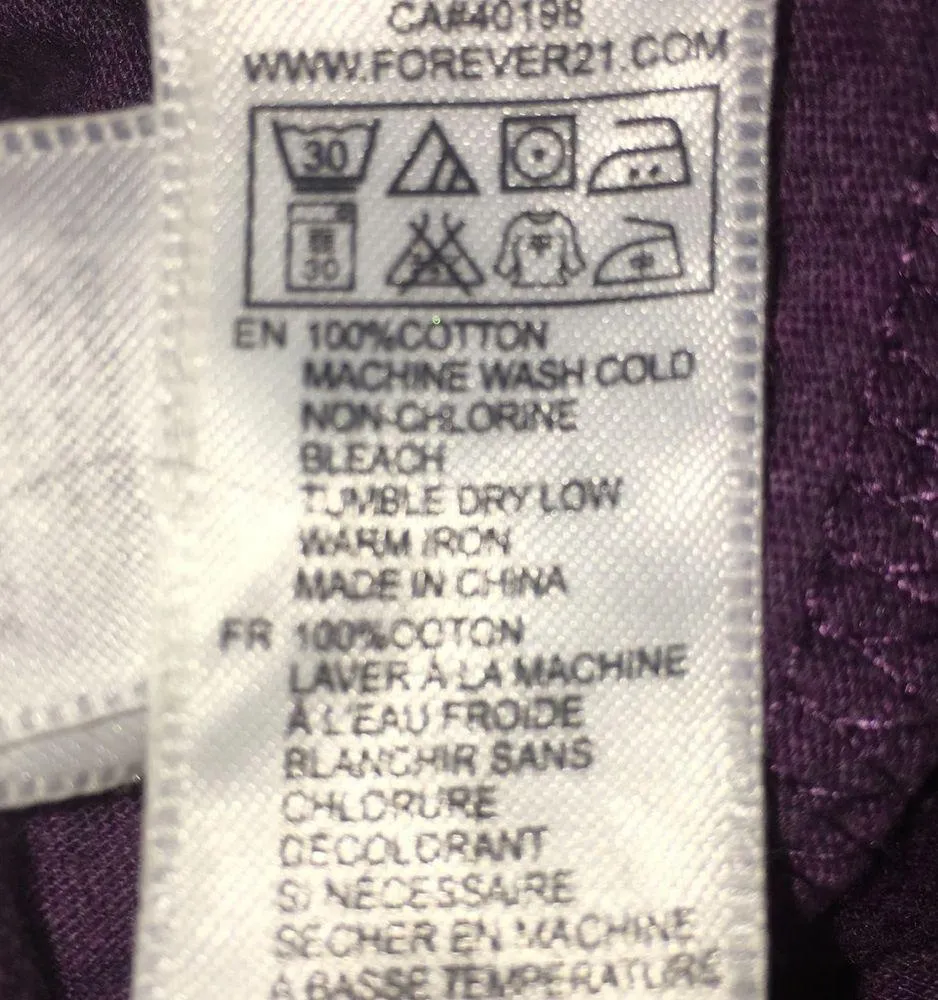 CA#40198
WWW.FOREVER21.COM
30
30
EN 100%COTTON
MACHINE WASH COLD
NON-CHLORINE
BLEACH
TUMBLE DRY LOW
WARM IRON
MADE IN CHINA
FR 100%COTON
LAVER À LA MACHINE
À L'EAU FROIDE
BLANCHIR SANS
CHLORURE
DÉCOLORANT
SI NÉCESSAIRE
SÉCHER EN MACHINE
À BASSE TEMPÉRATURE